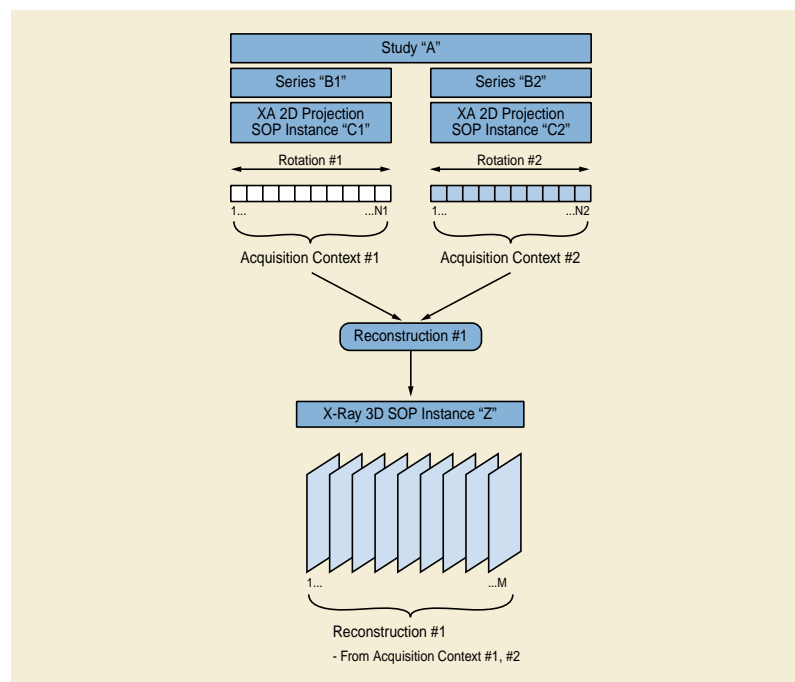 Study “A”
Series “B1”
Series “B2”
XA 2D Projection
SOP Instance “C1”
XA 2D Projection
SOP Instance “C2”
Rotation #1
Rotation #2
1...
...N1
1...
...N2
Acquisition Context #1
Acquisition Context #2
Reconstruction #1
X-Ray 3D SOP Instance “Z”
1...
...M
Reconstruction #1
- From Acquisition Context #1, #2